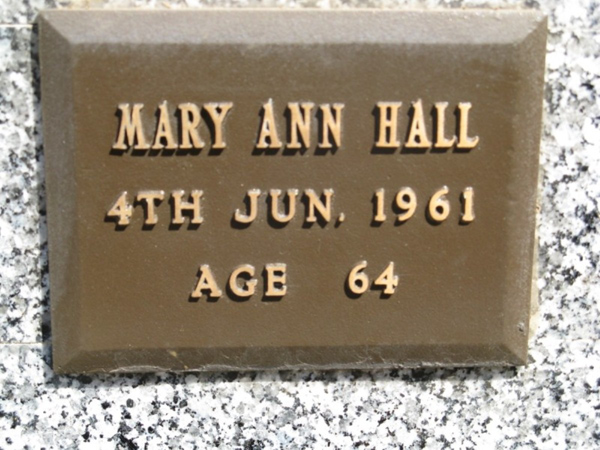 MARY ANN HALL
4TH JUN. 1961
AGE 64